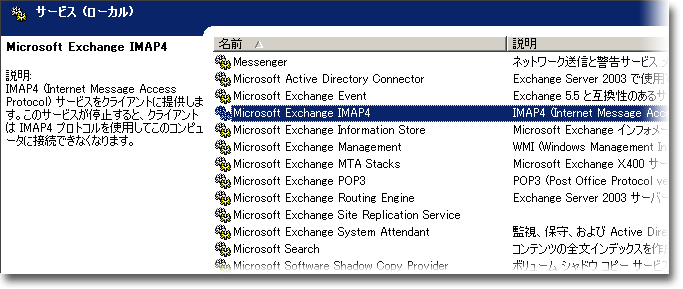 サービス (ローカル)
Microsoft Exchange IMAP4
説明:
IMAP4 (Internet Message Access
Protocol) サービスをクライアントに提供しま
す。このサービスが停止すると、クライアント
は IMAP4 プロトコルを使用してこのコンピュ
ータに接続できなくなります。
名前 説明
Messenger ネットワーク送信と警告サービス
Microsoft Active Directory Connector Exchange Server 2003 で使用
Microsoft Exchange Event Exchange 5.5 と互換性のあるサ
Microsoft Exchange IMAP4 IMAP4 (Internet Message Acc
Microsoft Exchange Information Store Microsoft Exchange インフォメー
Microsoft Exchange Management WMI (Windows Management In
Microsoft Exchange MTA Stacks Microsoft Exchange X.400 サー
Microsoft Exchange POP3 POP3 (Post Office Protocol ve
Microsoft Exchange Routing Engine Exchange Server 2003 サーバー
Microsoft Exchange Site Replication Service
Microsoft Exchange System Attendant 監視、保守、および Active Dire
Microsoft Search コンテンツの全文インデックスを作
Microsoft Software Shadow Copy Provider ボリューム シャドウ コピー サービ